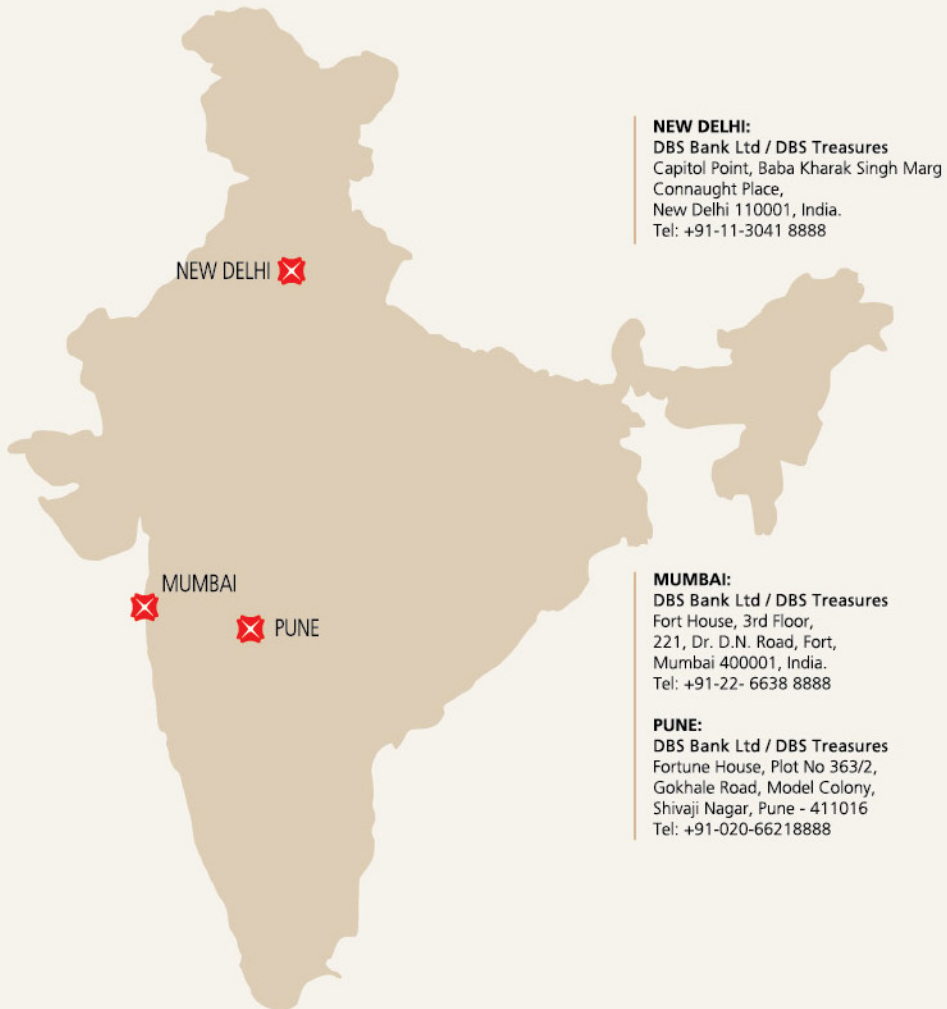 NEW DELHI:
DBS Bank Ltd / DBS Treasures
Capitol Point, Baba Kharak Singh Marg
Connaught Place,
New Delhi 110001, India.
Tel: +91-11-3041 8888
NEW DELHI
MUMBAI
PUNE
MUMBAI:
DBS Bank Ltd / DBS Treasures
Fort House, 3rd Floor,
221, Dr. D.N. Road, Fort,
Mumbai 400001, India.
Tel: +91-22- 6638 8888
PUNE:
DBS Bank Ltd / DBS Treasures
Fortune House, Plot No 363/2,
Gokhale Road, Model Colony,
Shivaji Nagar, Pune - 411016
Tel: +91-020-66218888